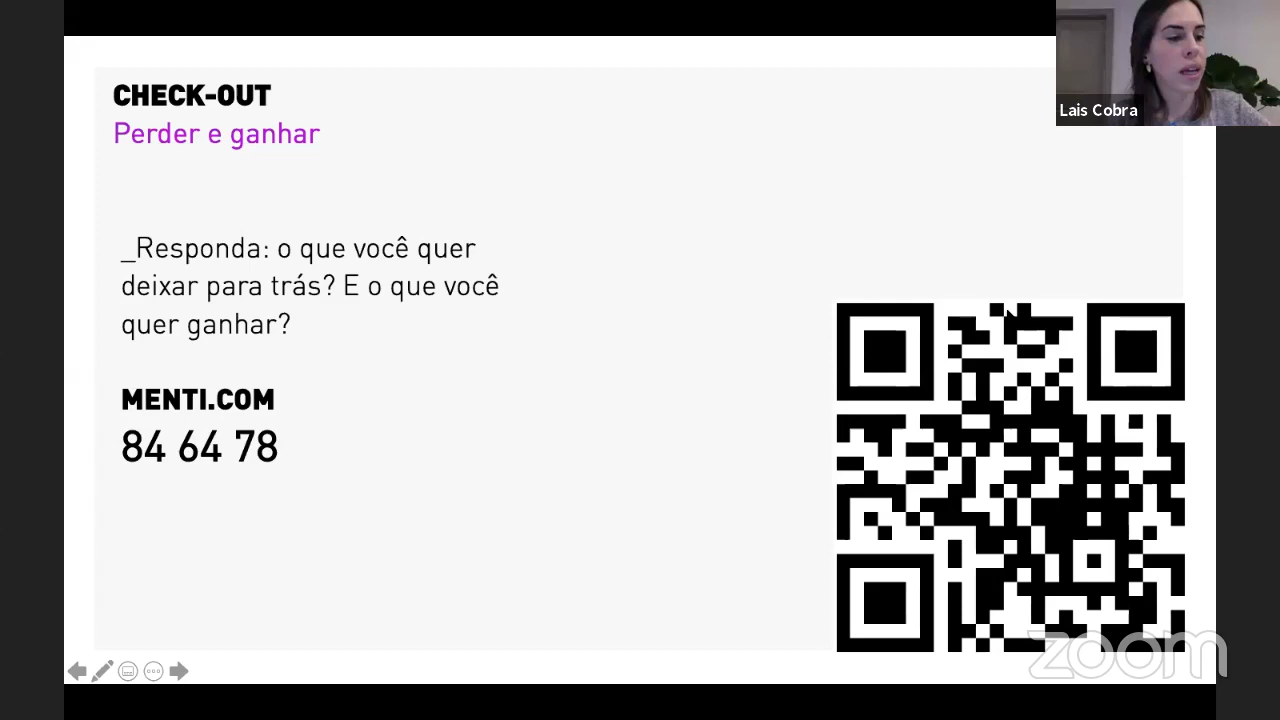 CHECK-OUT
Perder e ganhar
_Responda: o que você quer
deixar para trás? E o que você
quer ganhar?
MENTI.COM
84 64 78
Lais Cobra
zoom